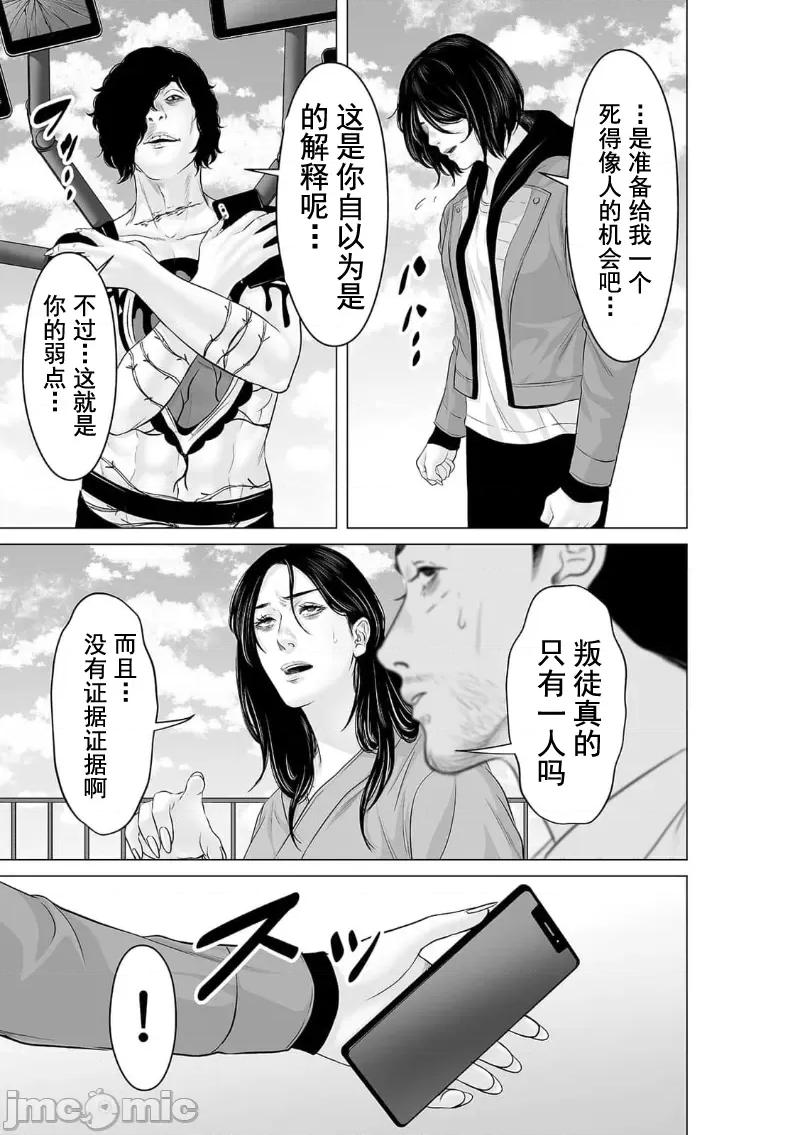 …是准备给我一个
死得像人的机会吧…
这是你自以为是
的解释呢…
不过…这就是
你的弱点…
叛徒真的
只有一人吗
而且…
没有证据证据啊
スッ
！
jmcomic